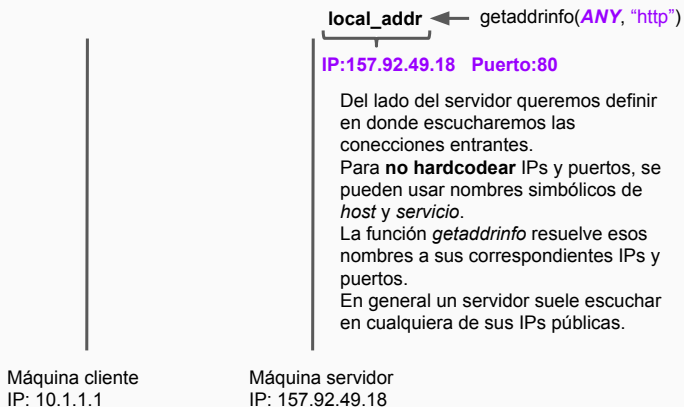 local_addr getaddrinfo(ANY, “http”)
IP:157.92.49.18 Puerto:80
Del lado del servidor queremos definir
en donde escucharemos las
conecciones entrantes.
Para no hardcodear IPs y puertos, se
pueden usar nombres simbólicos de
host y servicio.
La función getaddrinfo resuelve esos
nombres a sus correspondientes IPs y
puertos.
En general un servidor suele escuchar
en cualquiera de sus IPs públicas.
Máquina cliente
IP: 10.1.1.1
Máquina servidor
IP: 157.92.49.18